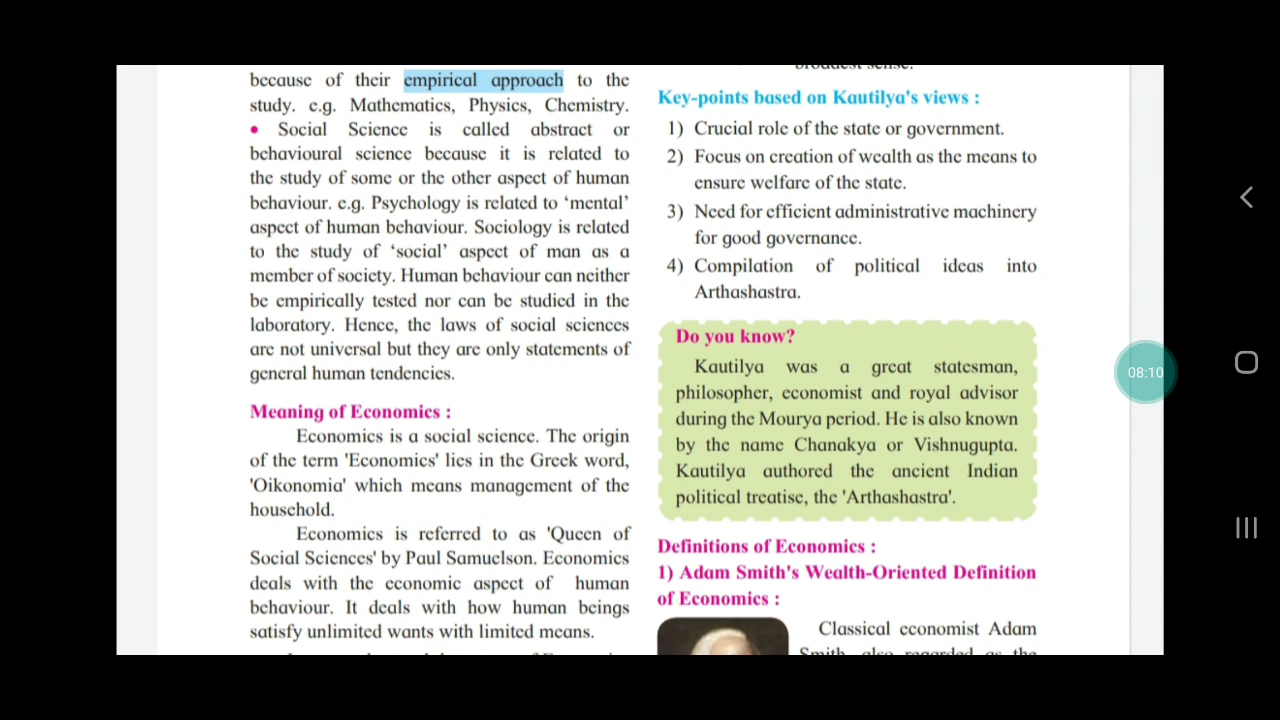 because of their empirical approach to the
study. e.g. Mathematics, Physics, Chemistry.
• Social Science is called abstract or
behavioural science because it is related to
the study of some or the other aspect of human
behaviour. e.g. Psychology is related to ‘mental’
aspect of human behaviour. Sociology is related
to the study of ‘social’ aspect of man as a
member of society. Human behaviour can neither
be empirically tested nor can be studied in the
laboratory. Hence, the laws of social sciences
are not universal but they are only statements of
general human tendencies.
Meaning of Economics :
Economics is a social science. The origin
of the term 'Economics' lies in the Greek word,
'Oikonomia' which means management of the
household.
Economics is referred to as 'Queen of
Social Sciences' by Paul Samuelson. Economics
deals with the economic aspect of human
behaviour. It deals with how human beings
satisfy unlimited wants with limited means.
broadest sense.
Key-points based on Kautilya's views :
1) Crucial role of the state or government.
2) Focus on creation of wealth as the means to
ensure welfare of the state.
3) Need for efficient administrative machinery
for good governance.
4) Compilation of political ideas into
Arthashastra.
Do you know?
Kautilya was a great statesman,
philosopher, economist and royal advisor
during the Mourya period. He is also known
by the name Chanakya or Vishnugupta.
Kautilya authored the ancient Indian
political treatise, the 'Arthashastra'.
Definitions of Economics :
1) Adam Smith's Wealth-Oriented Definition
of Economics :
Classical economist Adam
Smith, also regarded as the
08:10